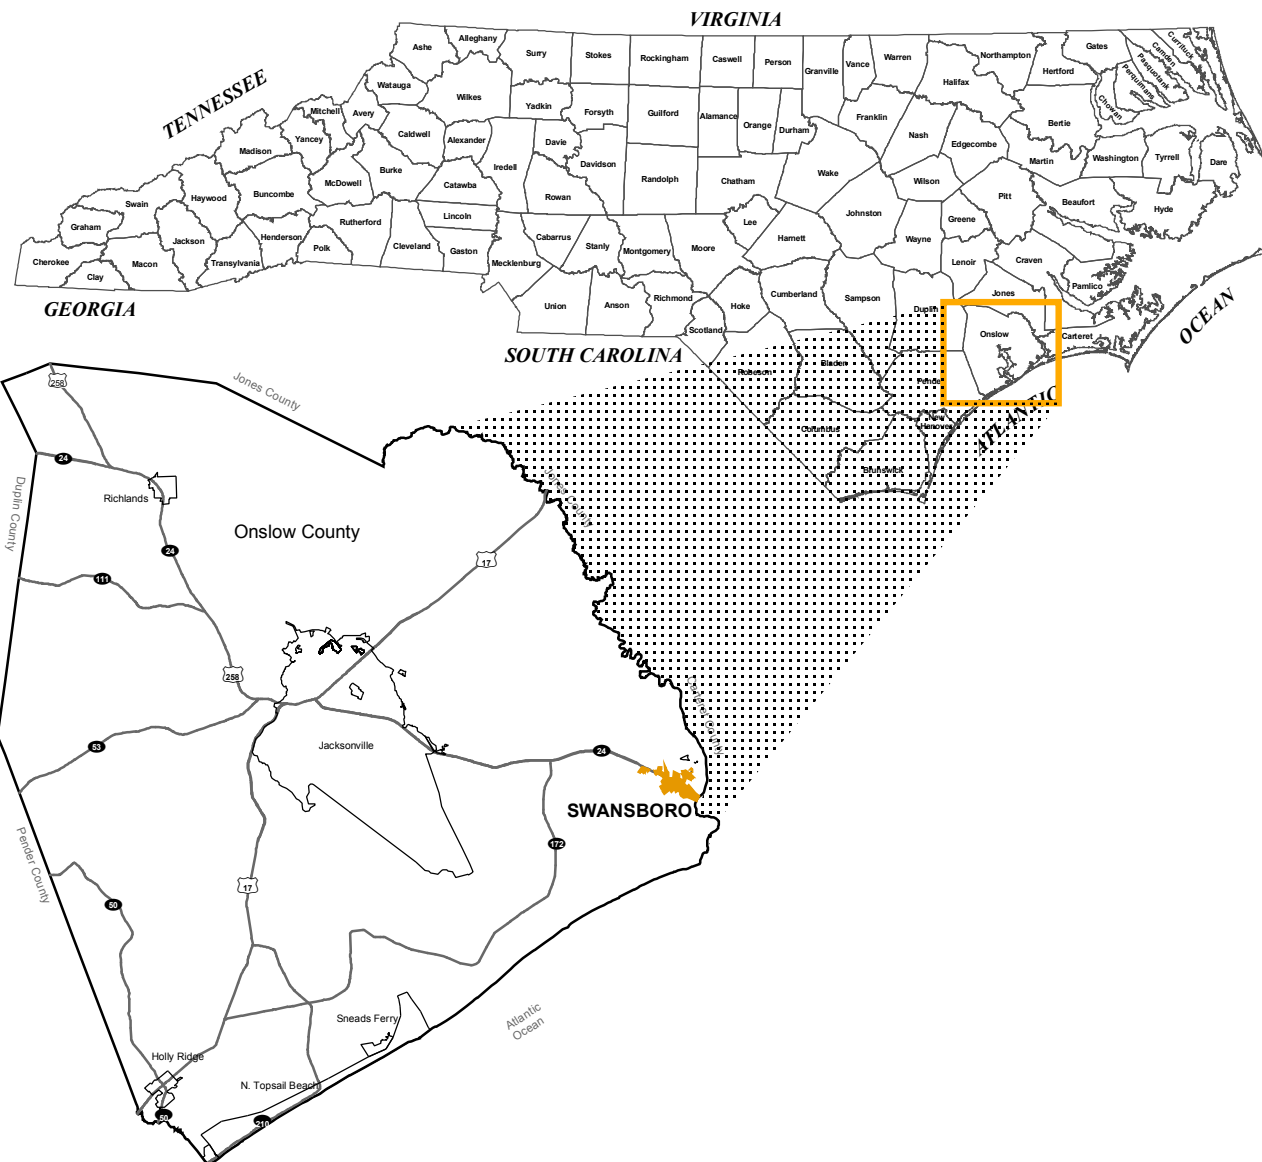 VIRGINIA
TENNESSEE
GEORGIA
SOUTH CAROLINA
ATLANTIC
OCEAN
Ashe
Alleghany
Surry
Stokes
Rockingham
Caswell
Person
Granville
Vance
Warren
Northampton
Gates
Hertford
Halifax
Currituck
Camden
Pasquotank
Perquimans
Chowan
Watauga
Wilkes
Yadkin
Forsyth
Guilford
Alamance
Orange
Durham
Franklin
Nash
Edgecombe
Bertie
Martin
Washington
Tyrrell
Dare
Mitchell
Avery
Yancey
Caldwell
Alexander
Iredell
Davie
Davidson
Randolph
Chatham
Wake
Wilson
Pitt
Beaufort
Hyde
Madison
Haywood
Buncombe
McDowell
Burke
Catawba
Rowan
Lincoln
Swain
Graham
Cherokee
Clay
Macon
Jackson
Transylvania
Henderson
Polk
Rutherford
Cleveland
Gaston
Mecklenburg
Cabarrus
Stanly
Montgomery
Moore
Lee
Harnett
Johnston
Wayne
Greene
Lenoir
Craven
Pamlico
Jones
Union
Anson
Richmond
Scotland
Hoke
Cumberland
Sampson
Duplin
Onslow
Carteret
Robeson
Bladen
Pender
Columbus
New
Hanover
Brunswick
258
Jones County
24
Richlands
Duplin County
Onslow County
Jones County
17
24
111
258
Carteret County
53
Jacksonville
24
SWANSBORO
Pender County
172
17
50
Sneads Ferry
Atlantic
Ocean
Holly Ridge
N. Topsail Beach
50
210